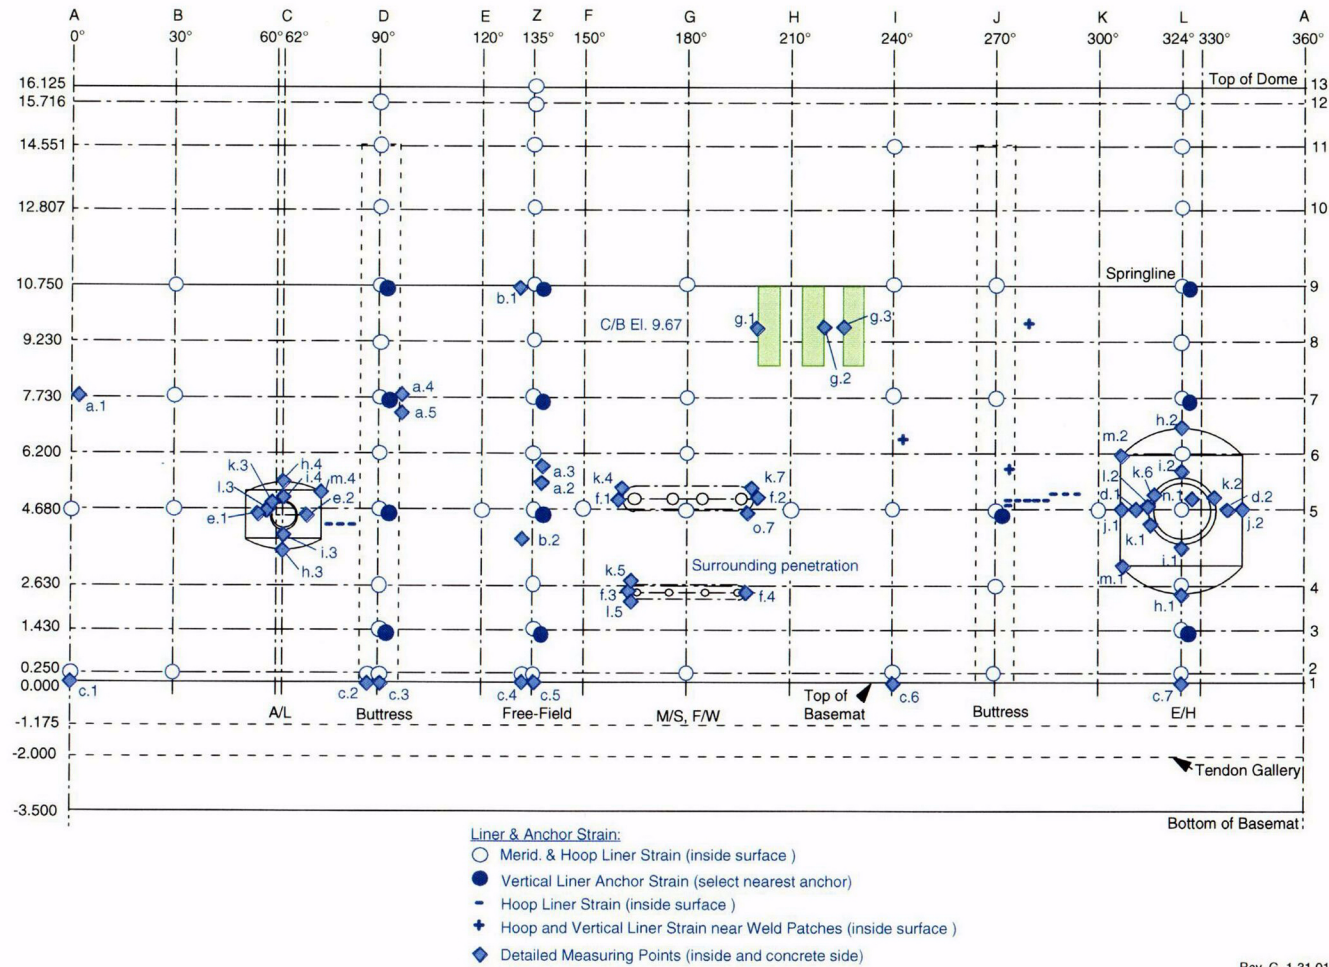 A B C D E Z F G H I J K L A
0° 30° 60° 62° 90° 120° 135° 150° 180° 210° 240° 270° 300° 324° 330° 360°
16.125 Top of Dome 13
15.716 12
14.551 11
12.807 10
10.750 Springline 9
b.1
C/B El. 9.67 g.1 g.3
9.230 8
g.2
7.730 a.1 a.4 7
a.5
h.2
m.2
6.200 6
k.3 h.4 a.3 k.4 k.7 l.2 k.6 i.2
l.3 i.4 m.4 a.2 f.1 f.2 d.1 n.1 k.2 d.2
e.2
4.680 5
e.1 o.7 j.1 j.2
i.3 b.2 k.1
h.3 i.1
k.5 Surrounding penetration m.1
2.630 f.3 f.4 4
l.5 h.1
1.430 3
0.250 2
0.000 1
c.1 c.2 c.3 c.4 c.5 c.6 c.7
Top of
Basemat
A/L Buttress Free-Field M/S, F/W Buttress E/H
-1.175
-2.000
Tendon Gallery
-3.500
Bottom of Basemat
Liner & Anchor Strain:
Merid. & Hoop Liner Strain (inside surface )
Vertical Liner Anchor Strain (select nearest anchor)
Hoop Liner Strain (inside surface )
Hoop and Vertical Liner Strain near Weld Patches (inside surface )
Detailed Measuring Points (inside and concrete side)